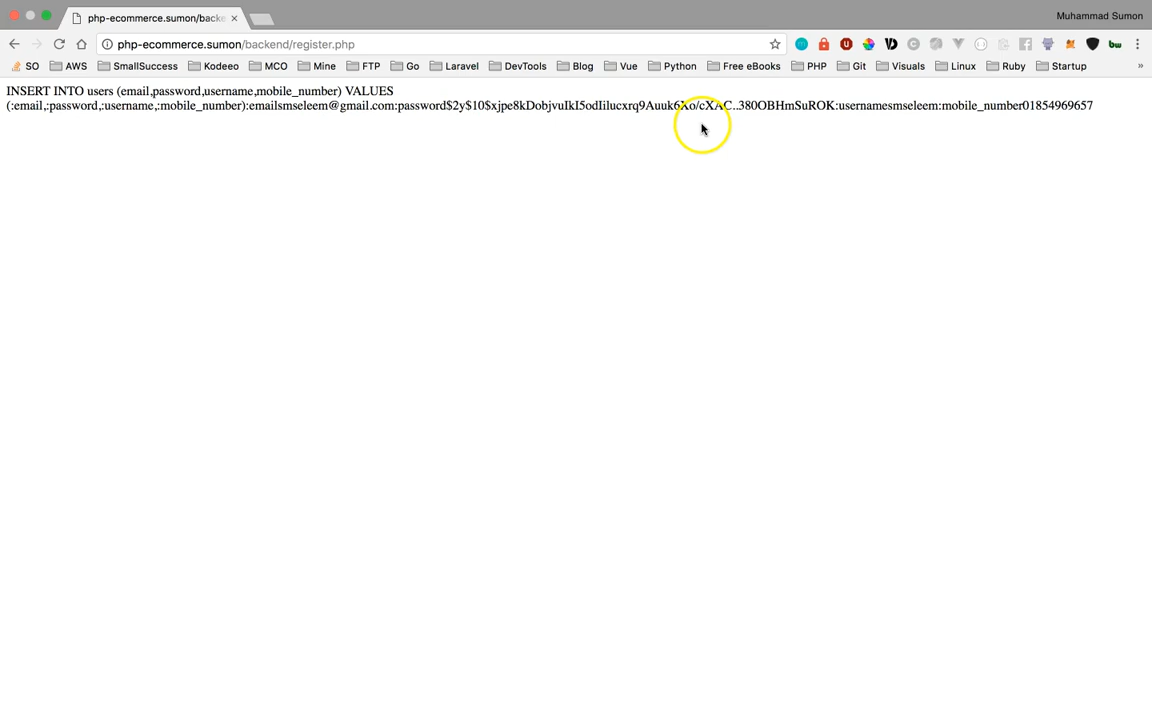 php-ecommerce.sumon/backe
Muhammad Sumon
php-ecommerce.sumon/backend/register.php
SO AWS SmallSuccess Kodeeo MCO Mine FTP Go Laravel DevTools Blog Vue Python Free eBooks PHP Git Visuals Linux Ruby Startup »
INSERT INTO users (email,password,username,mobile_number) VALUES
(:email,:password,:username,:mobile_number):emailsmseleem@gmail.com:password$2y$10$xjpe8kDobjvuIkI5odIilucxrq9Auuk6Xo/cXAC..380OBHmSuROK:usernamesmseleem:mobile_number01854969657